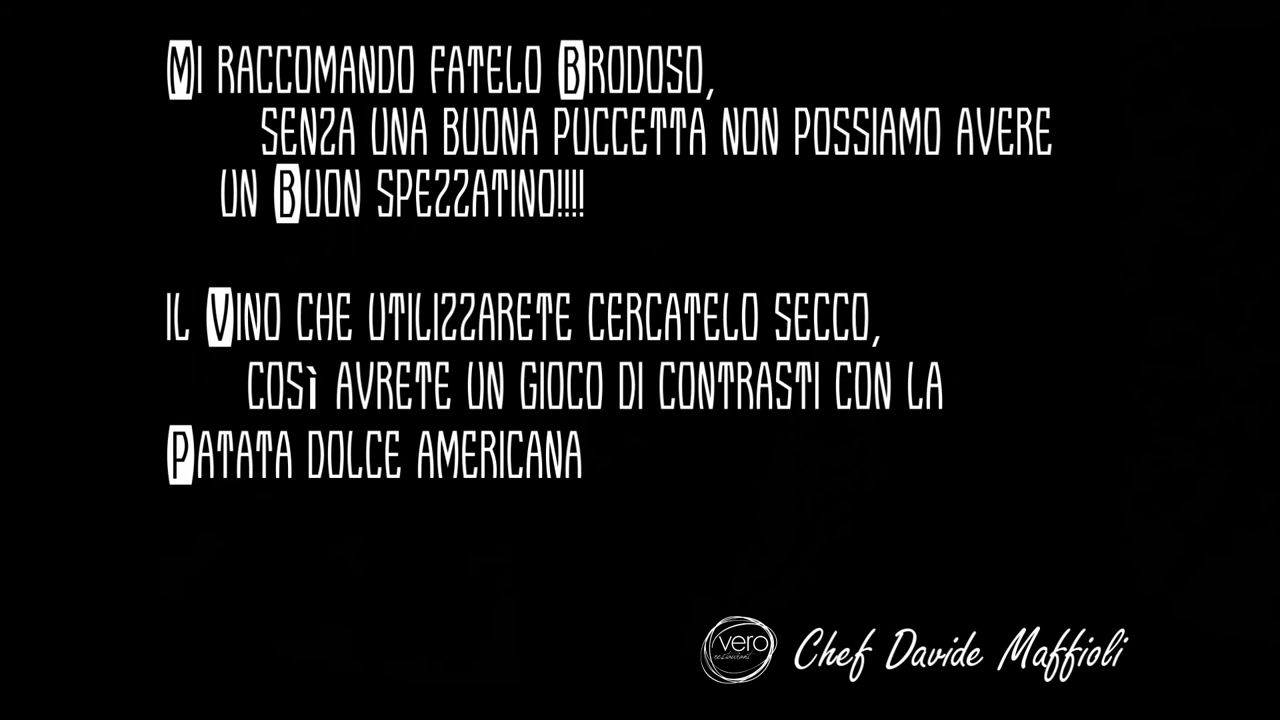 Mi raccomando fatelo Brodoso,
senza una buona puccetta non possiamo avere
un Buon spezzatino!!!!
Il Vino che utilizzarete cercatelo secco,
così avrete un gioco di contrasti con la
Patata dolce americana
vero
restaurant
Chef Davide Maffioli